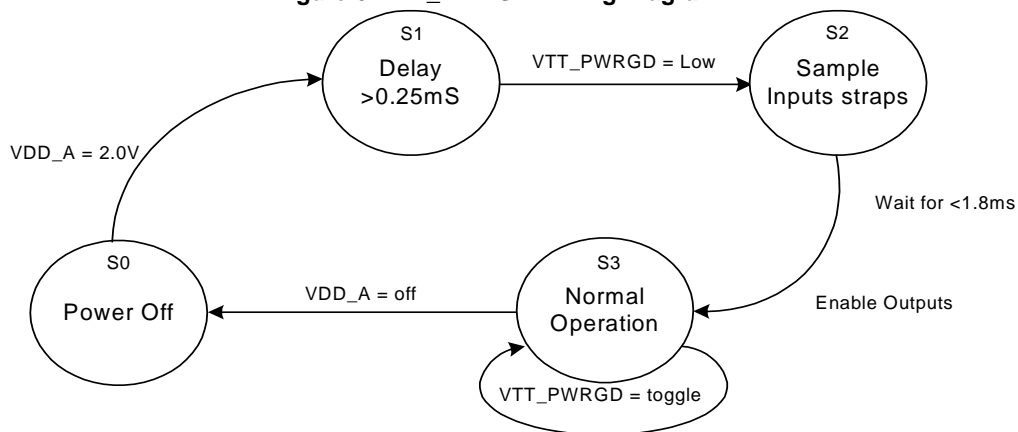 S1
Delay
>0.25mS
VTT_PWRGD = Low
S2
Sample
Inputs straps
VDD_A = 2.0V
Wait for <1.8ms
S0
Power Off
VDD_A = off
S3
Normal
Operation
Enable Outputs
VTT_PWRGD = toggle